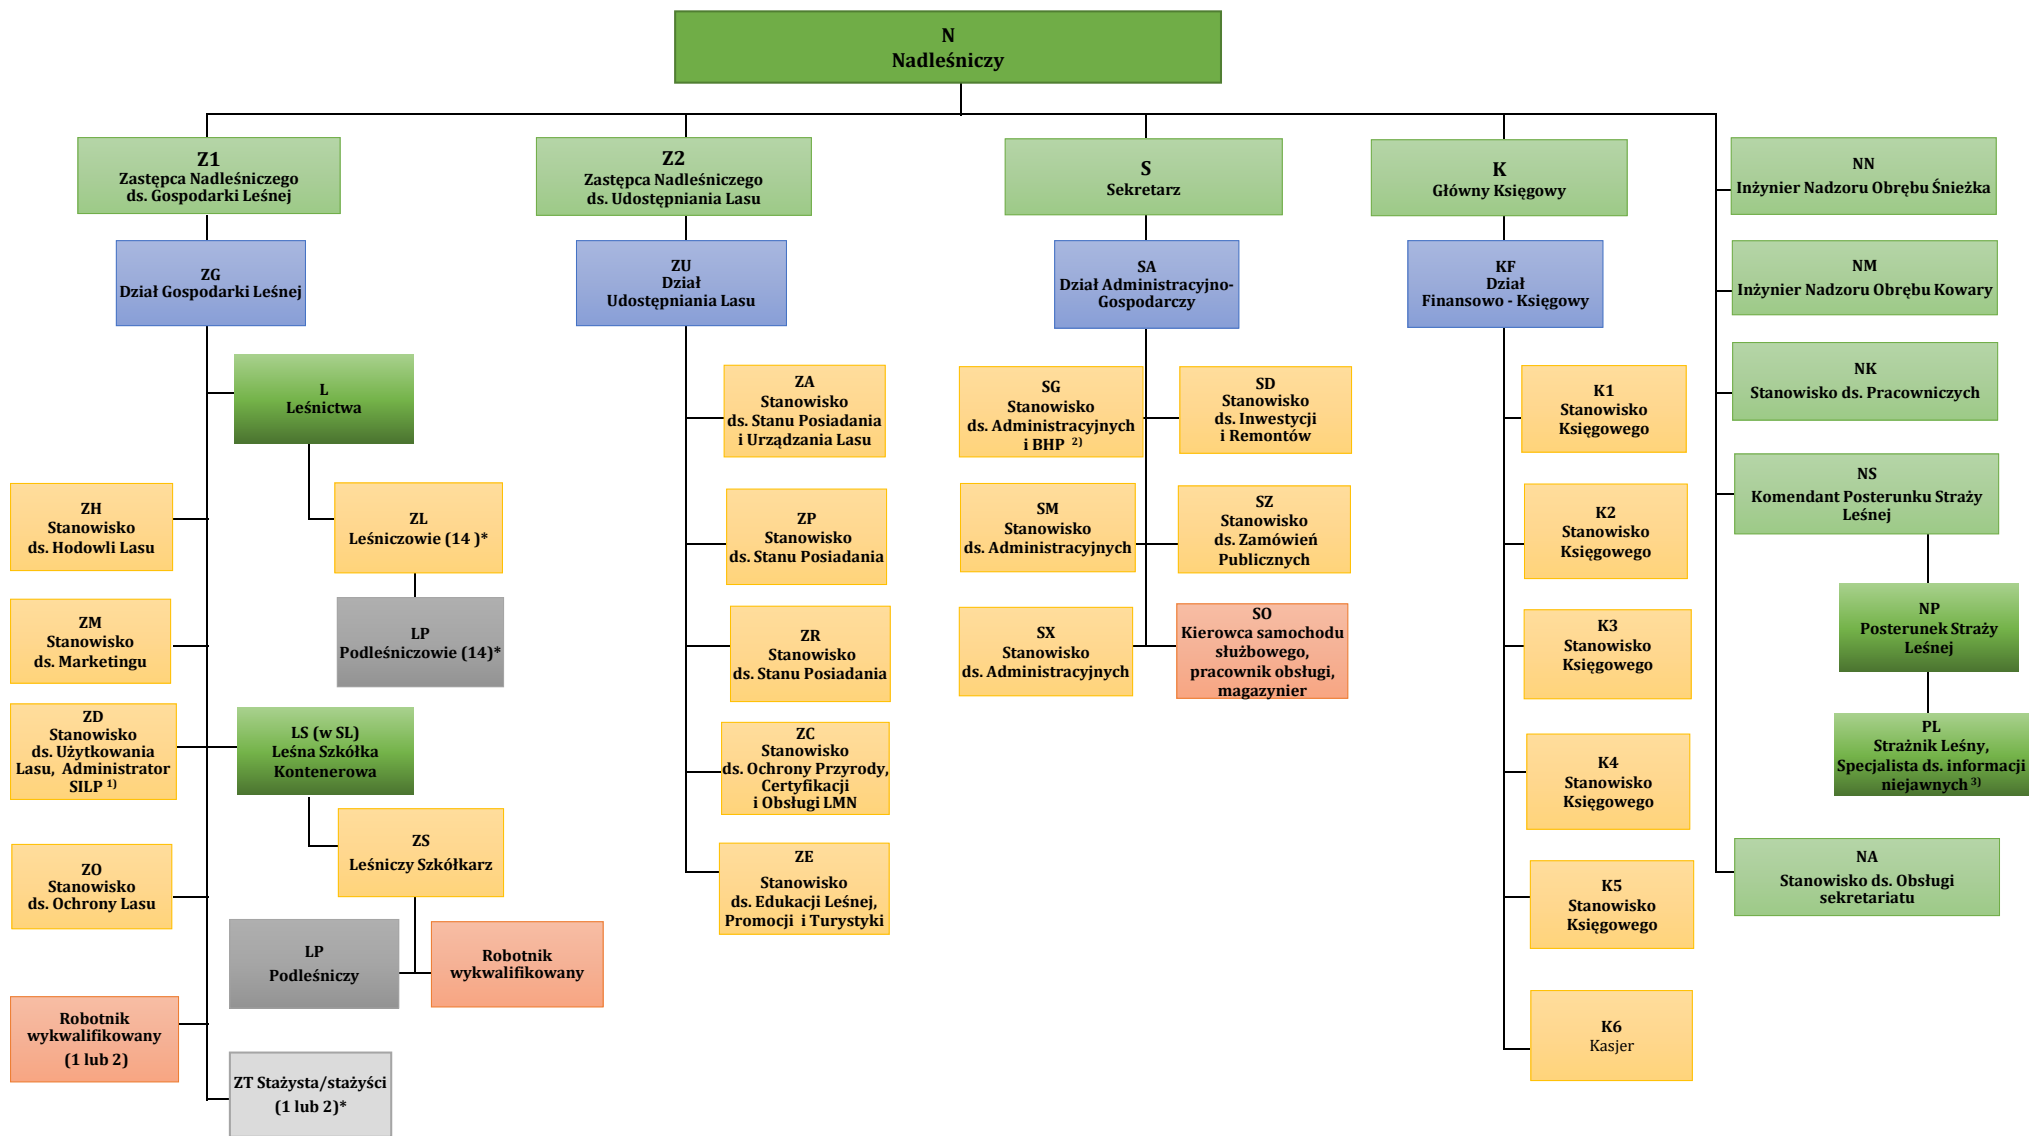 N
Nadleśniczy
Z1
Zastępca Nadleśniczego
ds. Gospodarki Leśnej
Z2
Zastępca Nadleśniczego
ds. Udostępniania Lasu
S
Sekretarz
K
Główny Księgowy
NN
Inżynier Nadzoru Obrębu Śnieżka
ZG
Dział Gospodarki Leśnej
ZU
Dział
Udostępniania Lasu
SA
Dział Administracyjno-
Gospodarczy
KF
Dział
Finansowo - Księgowy
NM
Inżynier Nadzoru Obrębu Kowary
L
Leśnictwa
ZA
Stanowisko
ds. Stanu Posiadania
i Urządzania Lasu
SG
Stanowisko
ds. Administracyjnych
i BHP 2)
SD
Stanowisko
ds. Inwestycji
i Remontów
K1
Stanowisko
Księgowego
NK
Stanowisko ds. Pracowniczych
ZH
Stanowisko
ds. Hodowli Lasu
ZL
Leśniczowie (14 )*
ZP
Stanowisko
ds. Stanu Posiadania
SM
Stanowisko
ds. Administracyjnych
SZ
Stanowisko
ds. Zamówień
Publicznych
K2
Stanowisko
Księgowego
NS
Komendant Posterunku Straży
Leśnej
ZM
Stanowisko
ds. Marketingu
LP
Podleśniczowie (14)*
ZR
Stanowisko
ds. Stanu Posiadania
SX
Stanowisko
ds. Administracyjnych
SO
Kierowca samochodu
służbowego,
pracownik obsługi,
magazynier
K3
Stanowisko
Księgowego
NP
Posterunek Straży
Leśnej
ZD
Stanowisko
ds. Użytkowania
Lasu, Administrator
SILP 1)
LS (w SL)
Leśna Szkółka
Kontenerowa
ZC
Stanowisko
ds. Ochrony Przyrody,
Certyfikacji
i Obsługi LMN
K4
Stanowisko
Księgowego
PL
Strażnik Leśny,
Specjalista ds. informacji
niejawnych 3)
ZO
Stanowisko
ds. Ochrony Lasu
ZS
Leśniczy Szkółkarz
ZE
Stanowisko
ds. Edukacji Leśnej,
Promocji i Turystyki
K5
Stanowisko
Księgowego
NA
Stanowisko ds. Obsługi
sekretariatu
LP
Podleśniczy
Robotnik
wykwalifikowany
Robotnik
wykwalifikowany
(1 lub 2)
K6
Kasjer
ZT Stażysta/stażyści
(1 lub 2)*